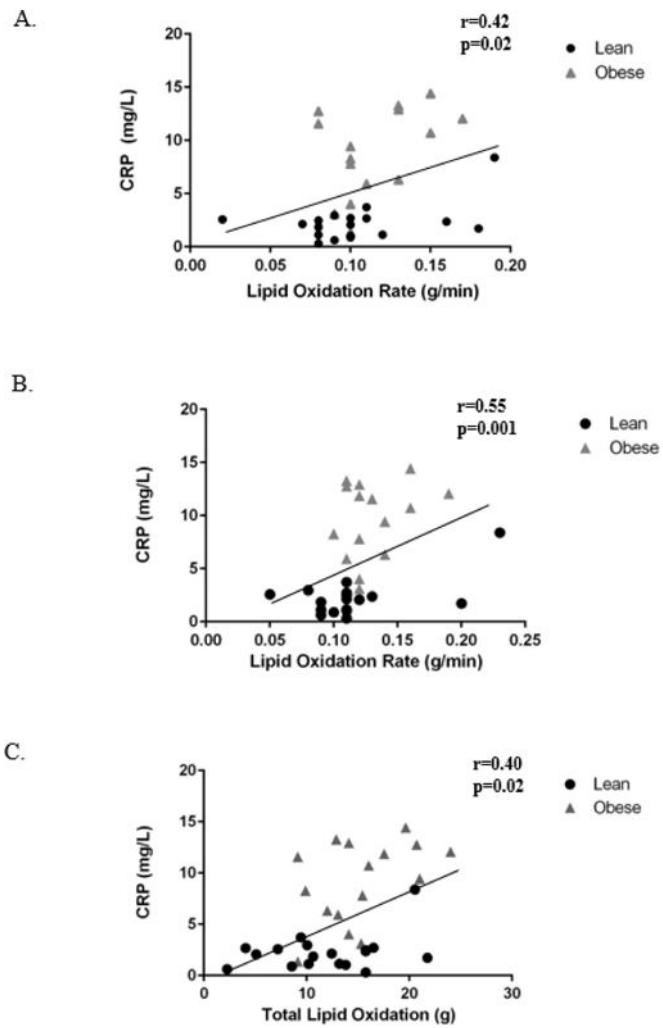 A.
r=0.42
p=0.02
Lean
Obese
20
15
10
5
0
CRP (mg/L)
0.00 0.05 0.10 0.15 0.20
Lipid Oxidation Rate (g/min)
B.
r=0.55
p=0.001
Lean
Obese
20
15
10
5
0
CRP (mg/L)
0.00 0.05 0.10 0.15 0.20 0.25
Lipid Oxidation Rate (g/min)
C.
r=0.40
p=0.02
Lean
Obese
20
15
10
5
0
CRP (mg/L)
0 10 20 30
Total Lipid Oxidation (g)